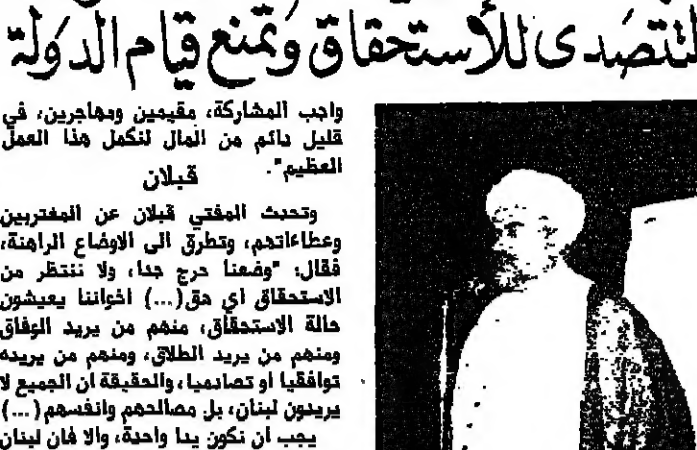 لتتصدى للأستحقاق وتمنع قيام الدولة
واجب المشاركة، مقيمين ومهاجرين، في
قليل دائم من المال لنكمل هذا العمل
العظيم".
قبلان
وتحدث المفتي قبلان عن المغتربين
وعطاءاتهم، وتطرق الى الاوضاع الراهنة،
فقال: "وضعنا حرج جدا، ولا ننتظر من
الاستحقاق اي حق(...) اخواننا يعيشون
حالة الاستحقاق، منهم من يريد الوفاق
ومنهم من يريد الطلاق، ومنهم من يريده
توافقيا او تصادميا، والحقيقة ان الجميع لا
يريدون لبنان، بل مصالحهم وانفسهم(...)
يجب ان نكون يدا واحدة، والا فان لبنان